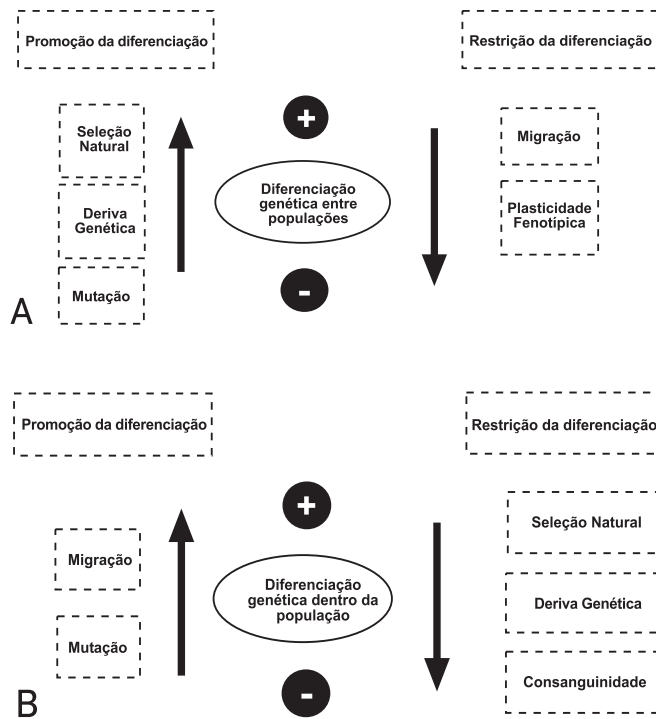 Promoção da diferenciação
Restrição da diferenciação
+
Seleção
Natural
Deriva
Genética
Mutação
Diferenciação
genética entre
populações
Migração
Plasticidade
Fenotípica
-
A
Promoção da diferenciação
Restrição da diferenciação
+
Migração
Mutação
Diferenciação
genética dentro da
população
Seleção Natural
Deriva Genética
Consanguinidade
-
B